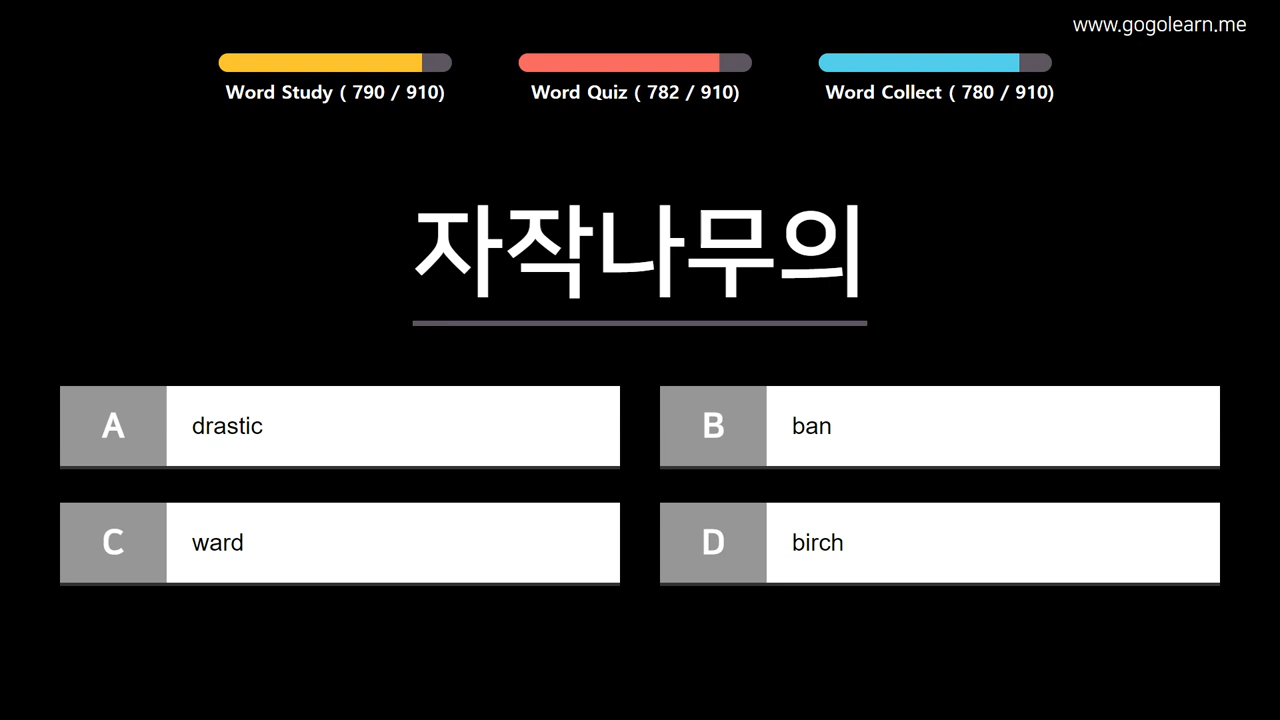 www.gogolearn.me
Word Study ( 790 / 910)
Word Quiz ( 782 / 910)
Word Collect ( 780 / 910)
자작나무의
A drastic
B ban
C ward
D birch